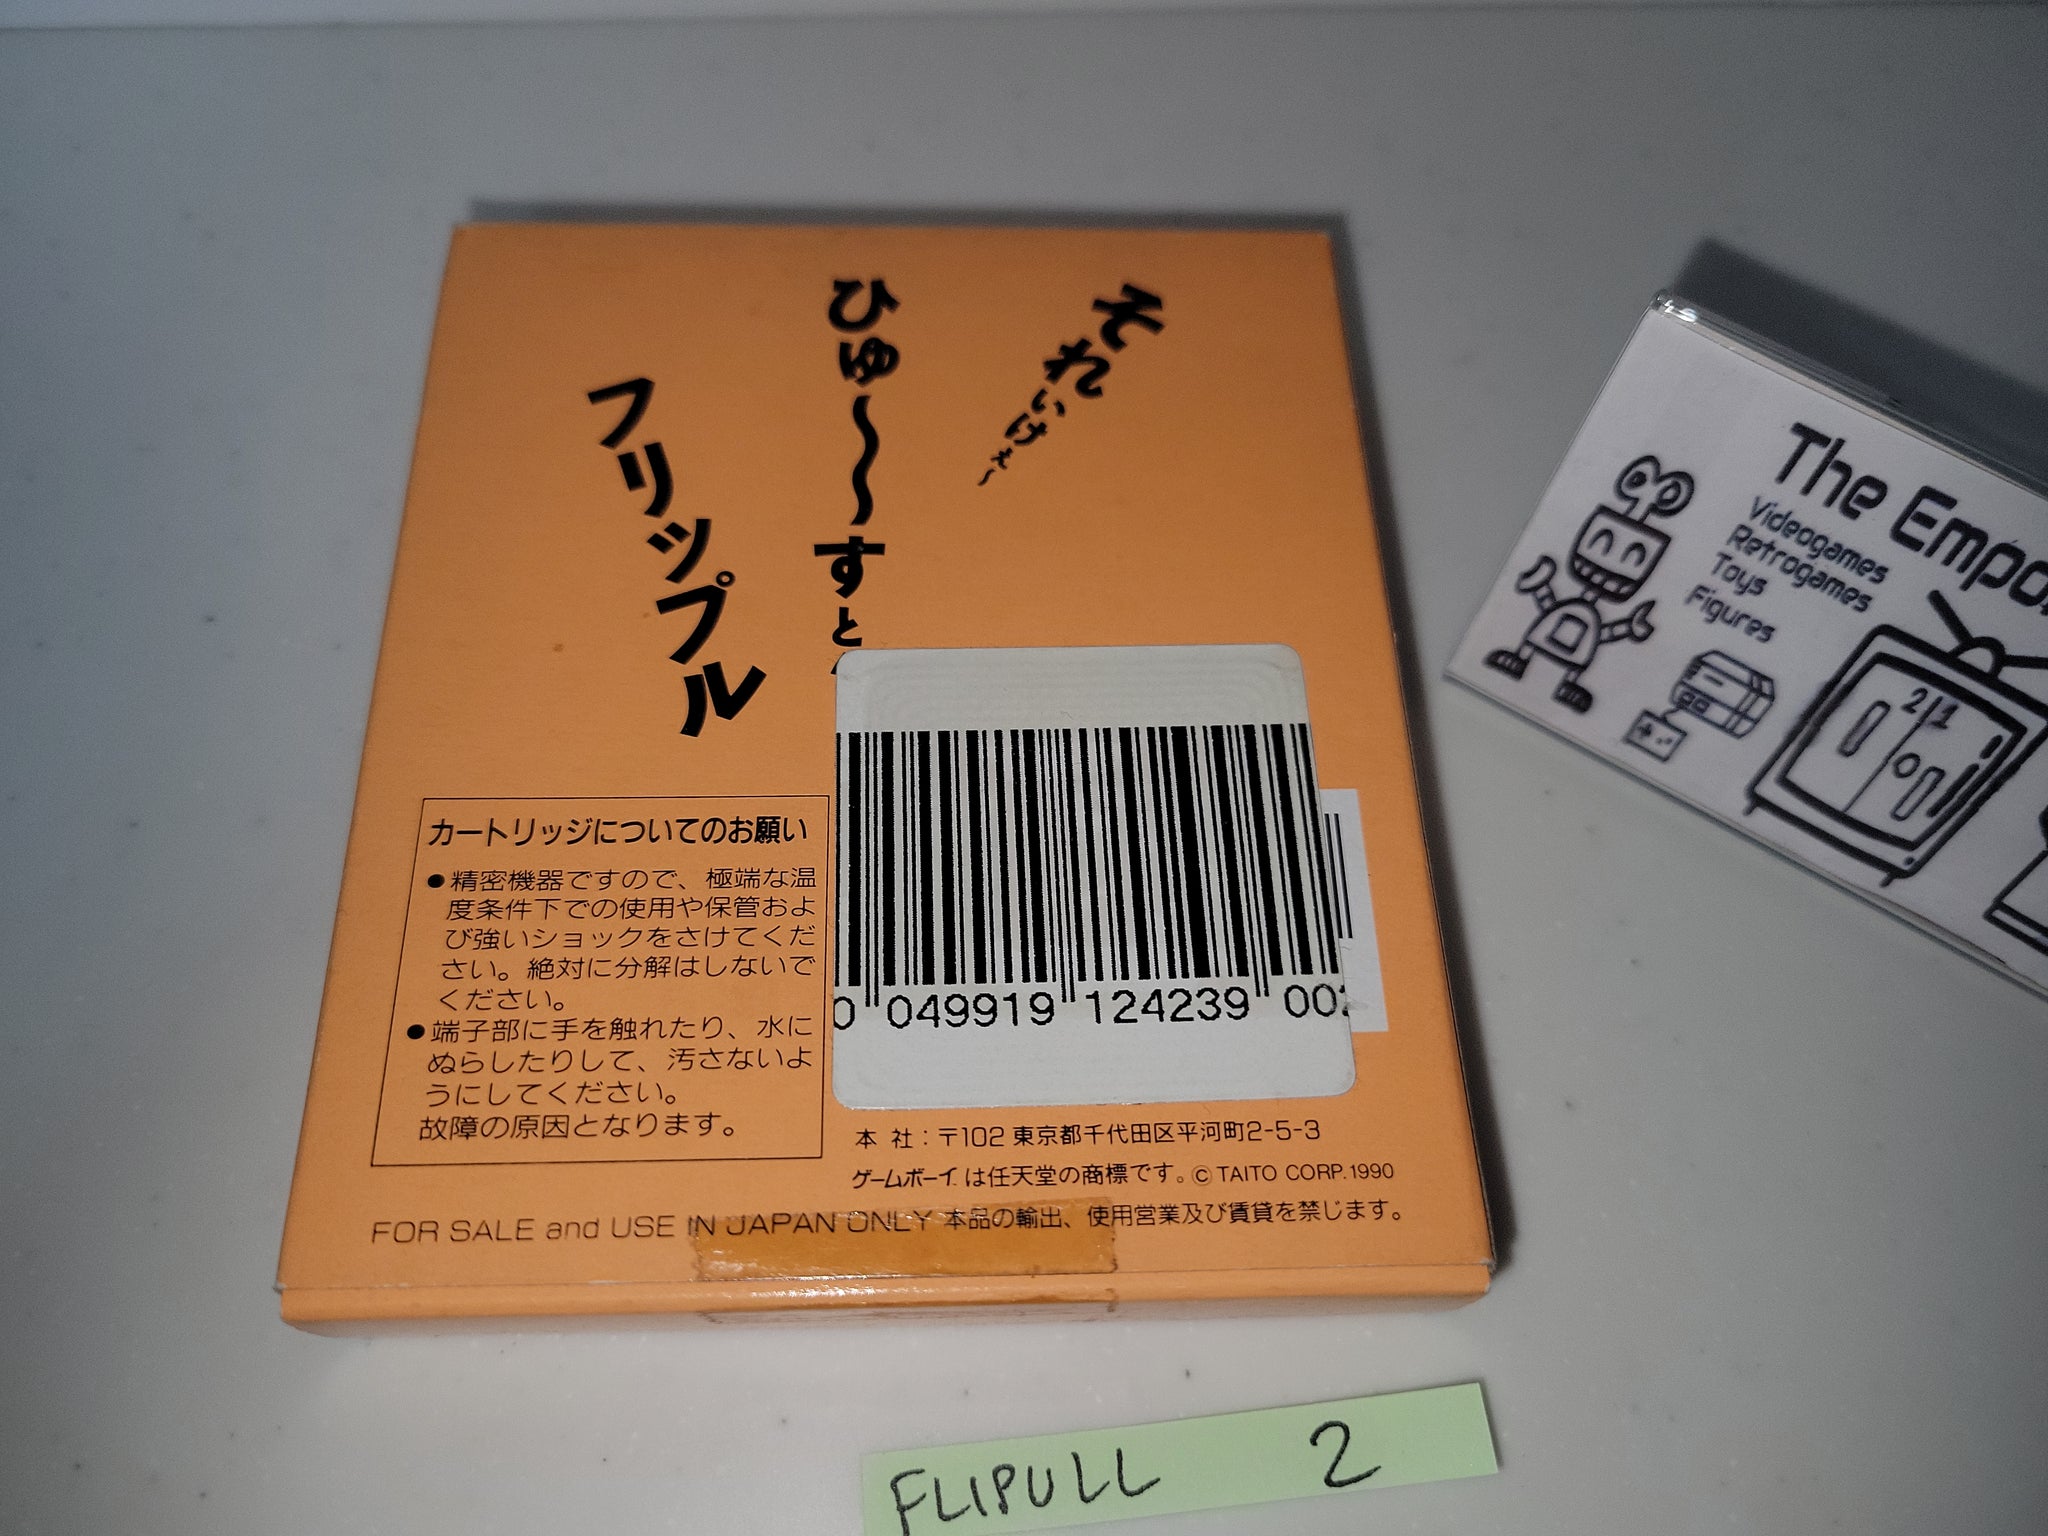 それいけぇ〜
ひゅ〜〜すと
フリップル
カートリッジについてのお願い
●精密機器ですので、極端な温
度条件下での使用や保管およ
び強いショックをさけてくだ
さい。絶対に分解はしないで
ください。
●端子部に手を触れたり、水に
ぬらしたりして、汚さないよ
うにしてください。
故障の原因となります。
0 049919 124239 002
本 社：〒102 東京都千代田区平河町2-5-3
ゲームボーイは任天堂の商標です。© TAITO CORP. 1990
FOR SALE and USE IN JAPAN ONLY 本品の輸出、使用営業及び賃貸を禁じます。
The Empo
Videogames
Retrogames
Toys
Figures
2 1
FLIPULL 2